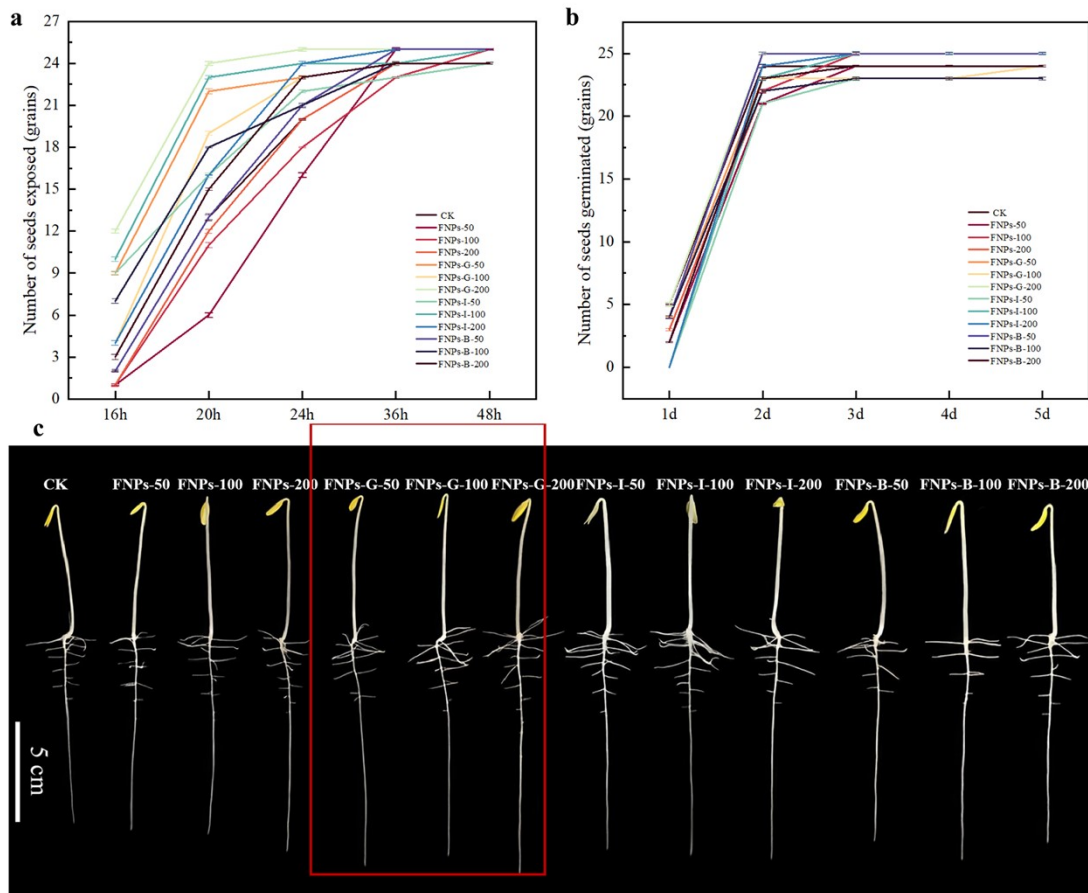 a
Number of seeds exposed (grains)
27
24
21
18
15
12
9
6
3
0
16h
20h
24h
36h
48h
CK
FNPs-50
FNPs-100
FNPs-200
FNPs-G-50
FNPs-G-100
FNPs-G-200
FNPs-I-50
FNPs-I-100
FNPs-I-200
FNPs-B-50
FNPs-B-100
FNPs-B-200
b
Number of seeds germinated (grains)
25
20
15
10
5
0
1d
2d
3d
4d
5d
CK
FNPs-50
FNPs-100
FNPs-200
FNPs-G-50
FNPs-G-100
FNPs-G-200
FNPs-I-50
FNPs-I-100
FNPs-I-200
FNPs-B-50
FNPs-B-100
FNPs-B-200
c
CK FNPs-50 FNPs-100 FNPs-200 FNPs-G-50 FNPs-G-100 FNPs-G-200 FNPs-I-50 FNPs-I-100 FNPs-I-200 FNPs-B-50 FNPs-B-100 FNPs-B-200
5 cm